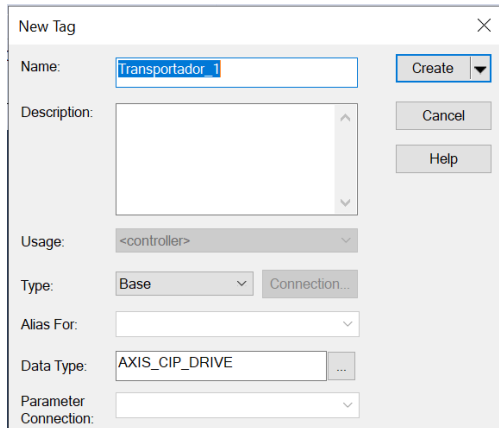 New Tag
Name: Transportador_1 Create
Description: Cancel
Help
Usage: <controller>
Type: Base Connection...
Alias For:
Data Type: AXIS_CIP_DRIVE ...
Parameter
Connection: